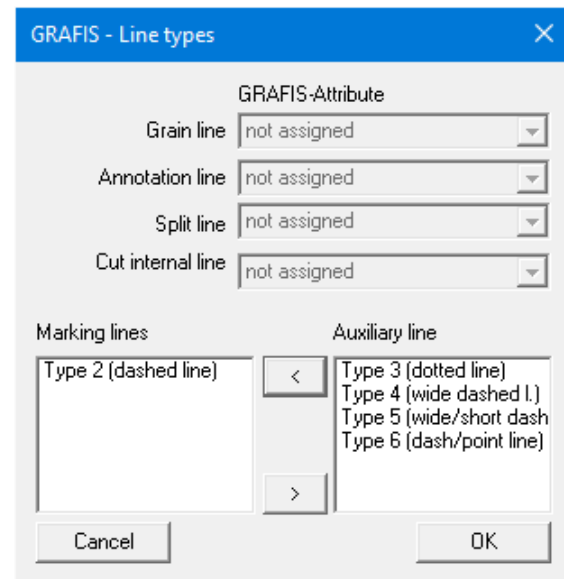 GRAFIS - Line types
GRAFIS-Attribute
Grain line not assigned
Annotation line not assigned
Split line not assigned
Cut internal line not assigned
Marking lines Auxiliary line
Type 2 (dashed line) < Type 3 (dotted line)
Type 4 (wide dashed l.)
Type 5 (wide/short dash
Type 6 (dash/point line)
>
Cancel OK